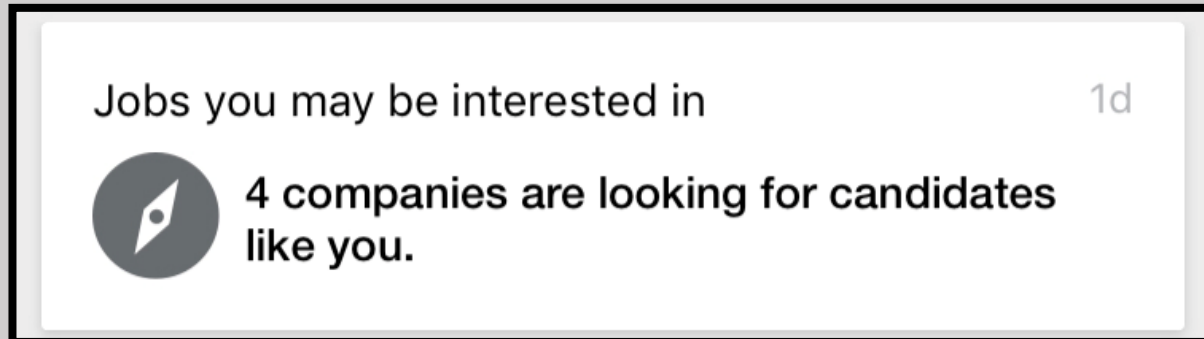 Jobs you may be interested in 1d
4 companies are looking for candidates
like you.